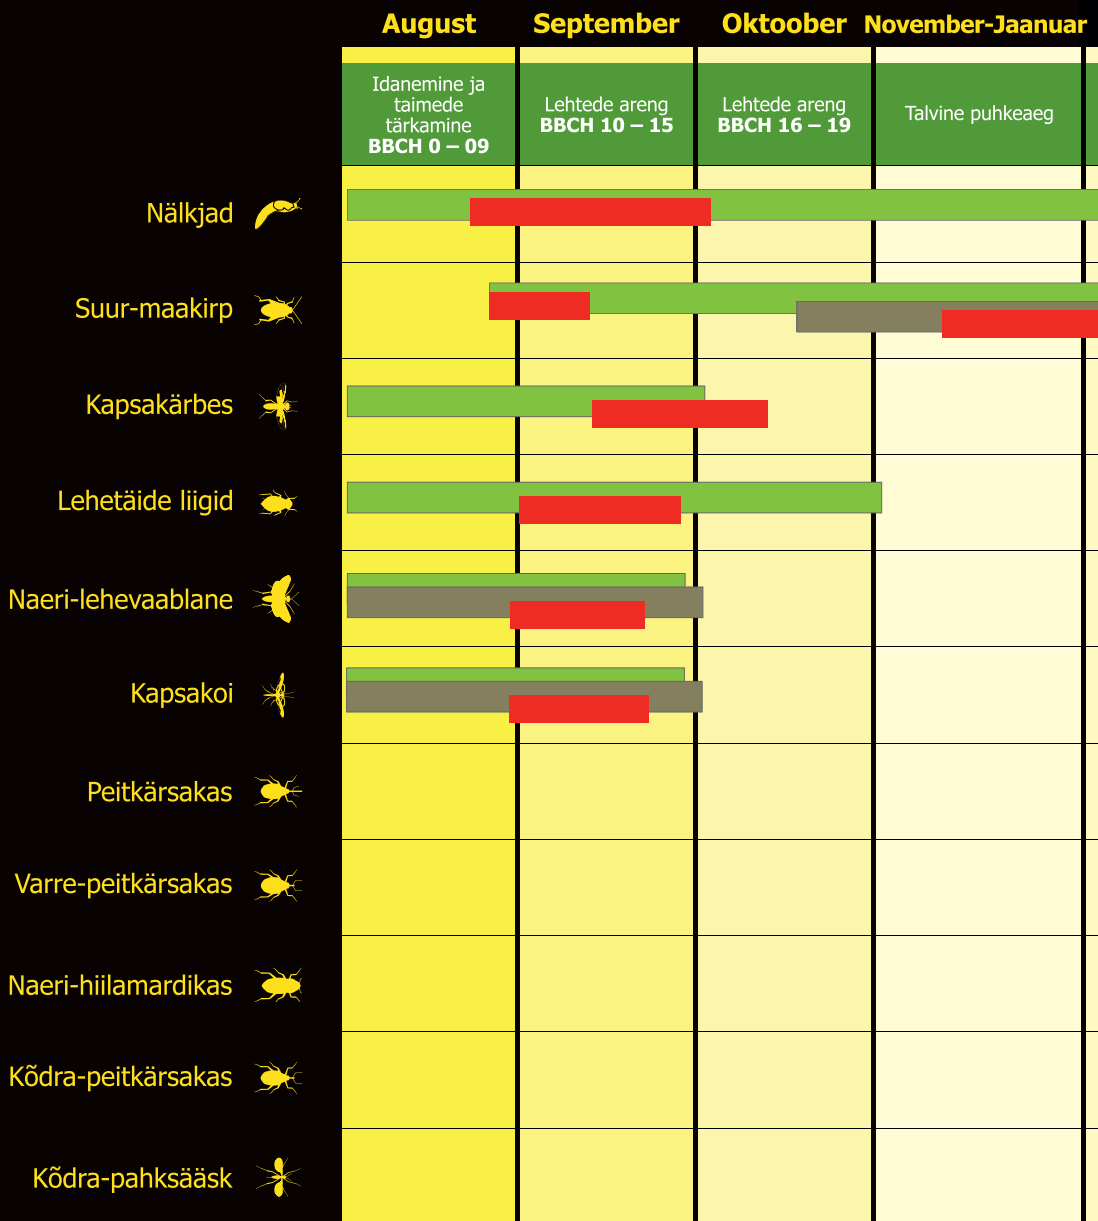 August
September
Oktoober
November-Jaanuar
Idanemine ja
taimede
tärkamine
BBCH 0 – 09
Lehtede areng
BBCH 10 – 15
Lehtede areng
BBCH 16 – 19
Talvine puhkeaeg
Nälkjad
Suur-maakirp
Kapsakärbes
Lehetäide liigid
Naeri-lehevaablane
Kapsakoi
Peitkärsakas
Varre-peitkärsakas
Naeri-hiilamardikas
Kõdra-peitkärsakas
Kõdra-pahksääsk